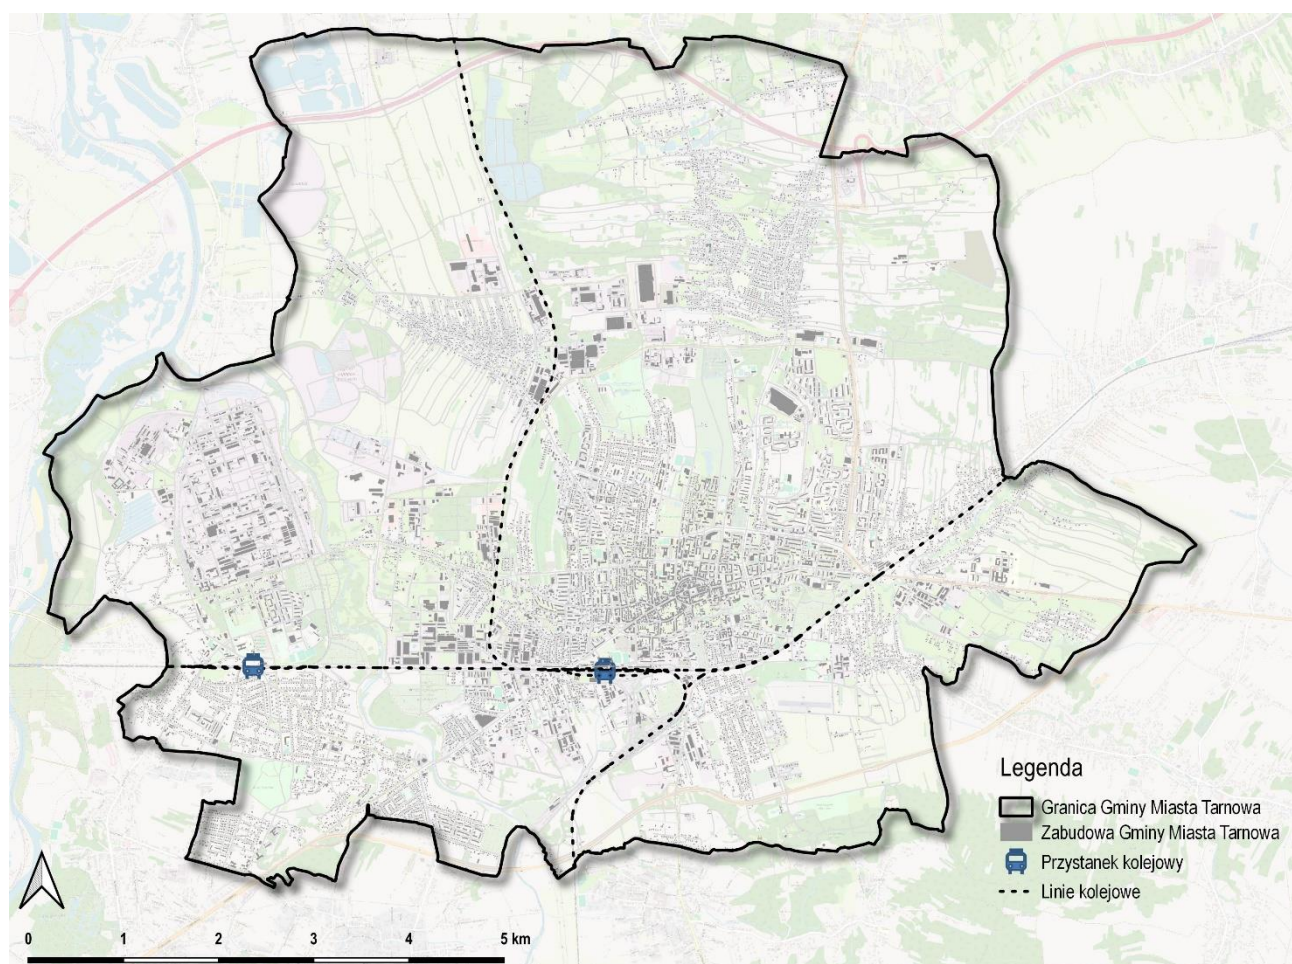 Legenda
Granica Gminy Miasta Tarnowa
Zabudowa Gminy Miasta Tarnowa
Przystanek kolejowy
Linie kolejowe
0 1 2 3 4 5 km